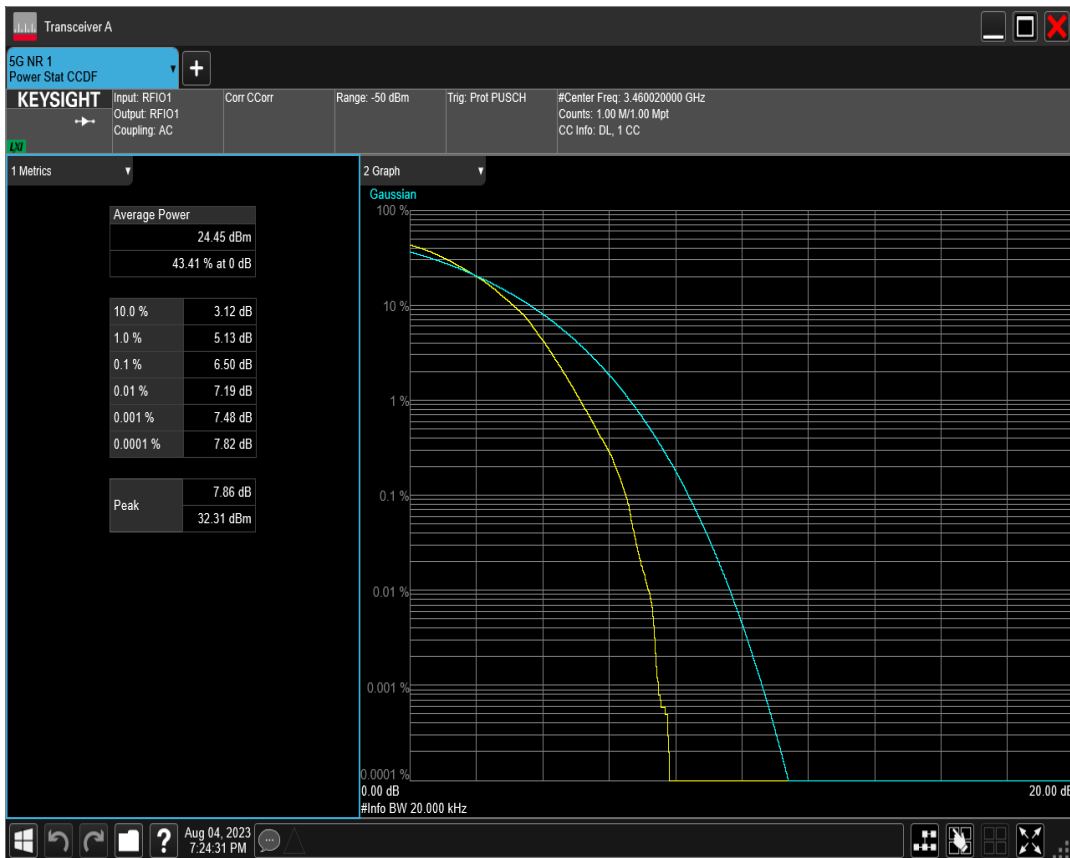 Transceiver A
5G NR 1
Power Stat CCDF
+
KEYSIGHT
LXI
Input: RFIO1
Output: RFIO1
Coupling: AC
Corr CCorr
Range: -50 dBm
Trig: Prot PUSCH
#Center Freq: 3.460020000 GHz
Counts: 1.00 M/1.00 Mpt
CC Info: DL, 1 CC
1 Metrics
Average Power
24.45 dBm
43.41 % at 0 dB
10.0 % 3.12 dB
1.0 % 5.13 dB
0.1 % 6.50 dB
0.01 % 7.19 dB
0.001 % 7.48 dB
0.0001 % 7.82 dB
Peak
7.86 dB
32.31 dBm
2 Graph
Gaussian
100 %
10 %
1 %
0.1 %
0.01 %
0.001 %
0.0001 %
0.00 dB
20.00 dB
#Info BW 20.000 kHz
?
Aug 04, 2023
7:24:31 PM